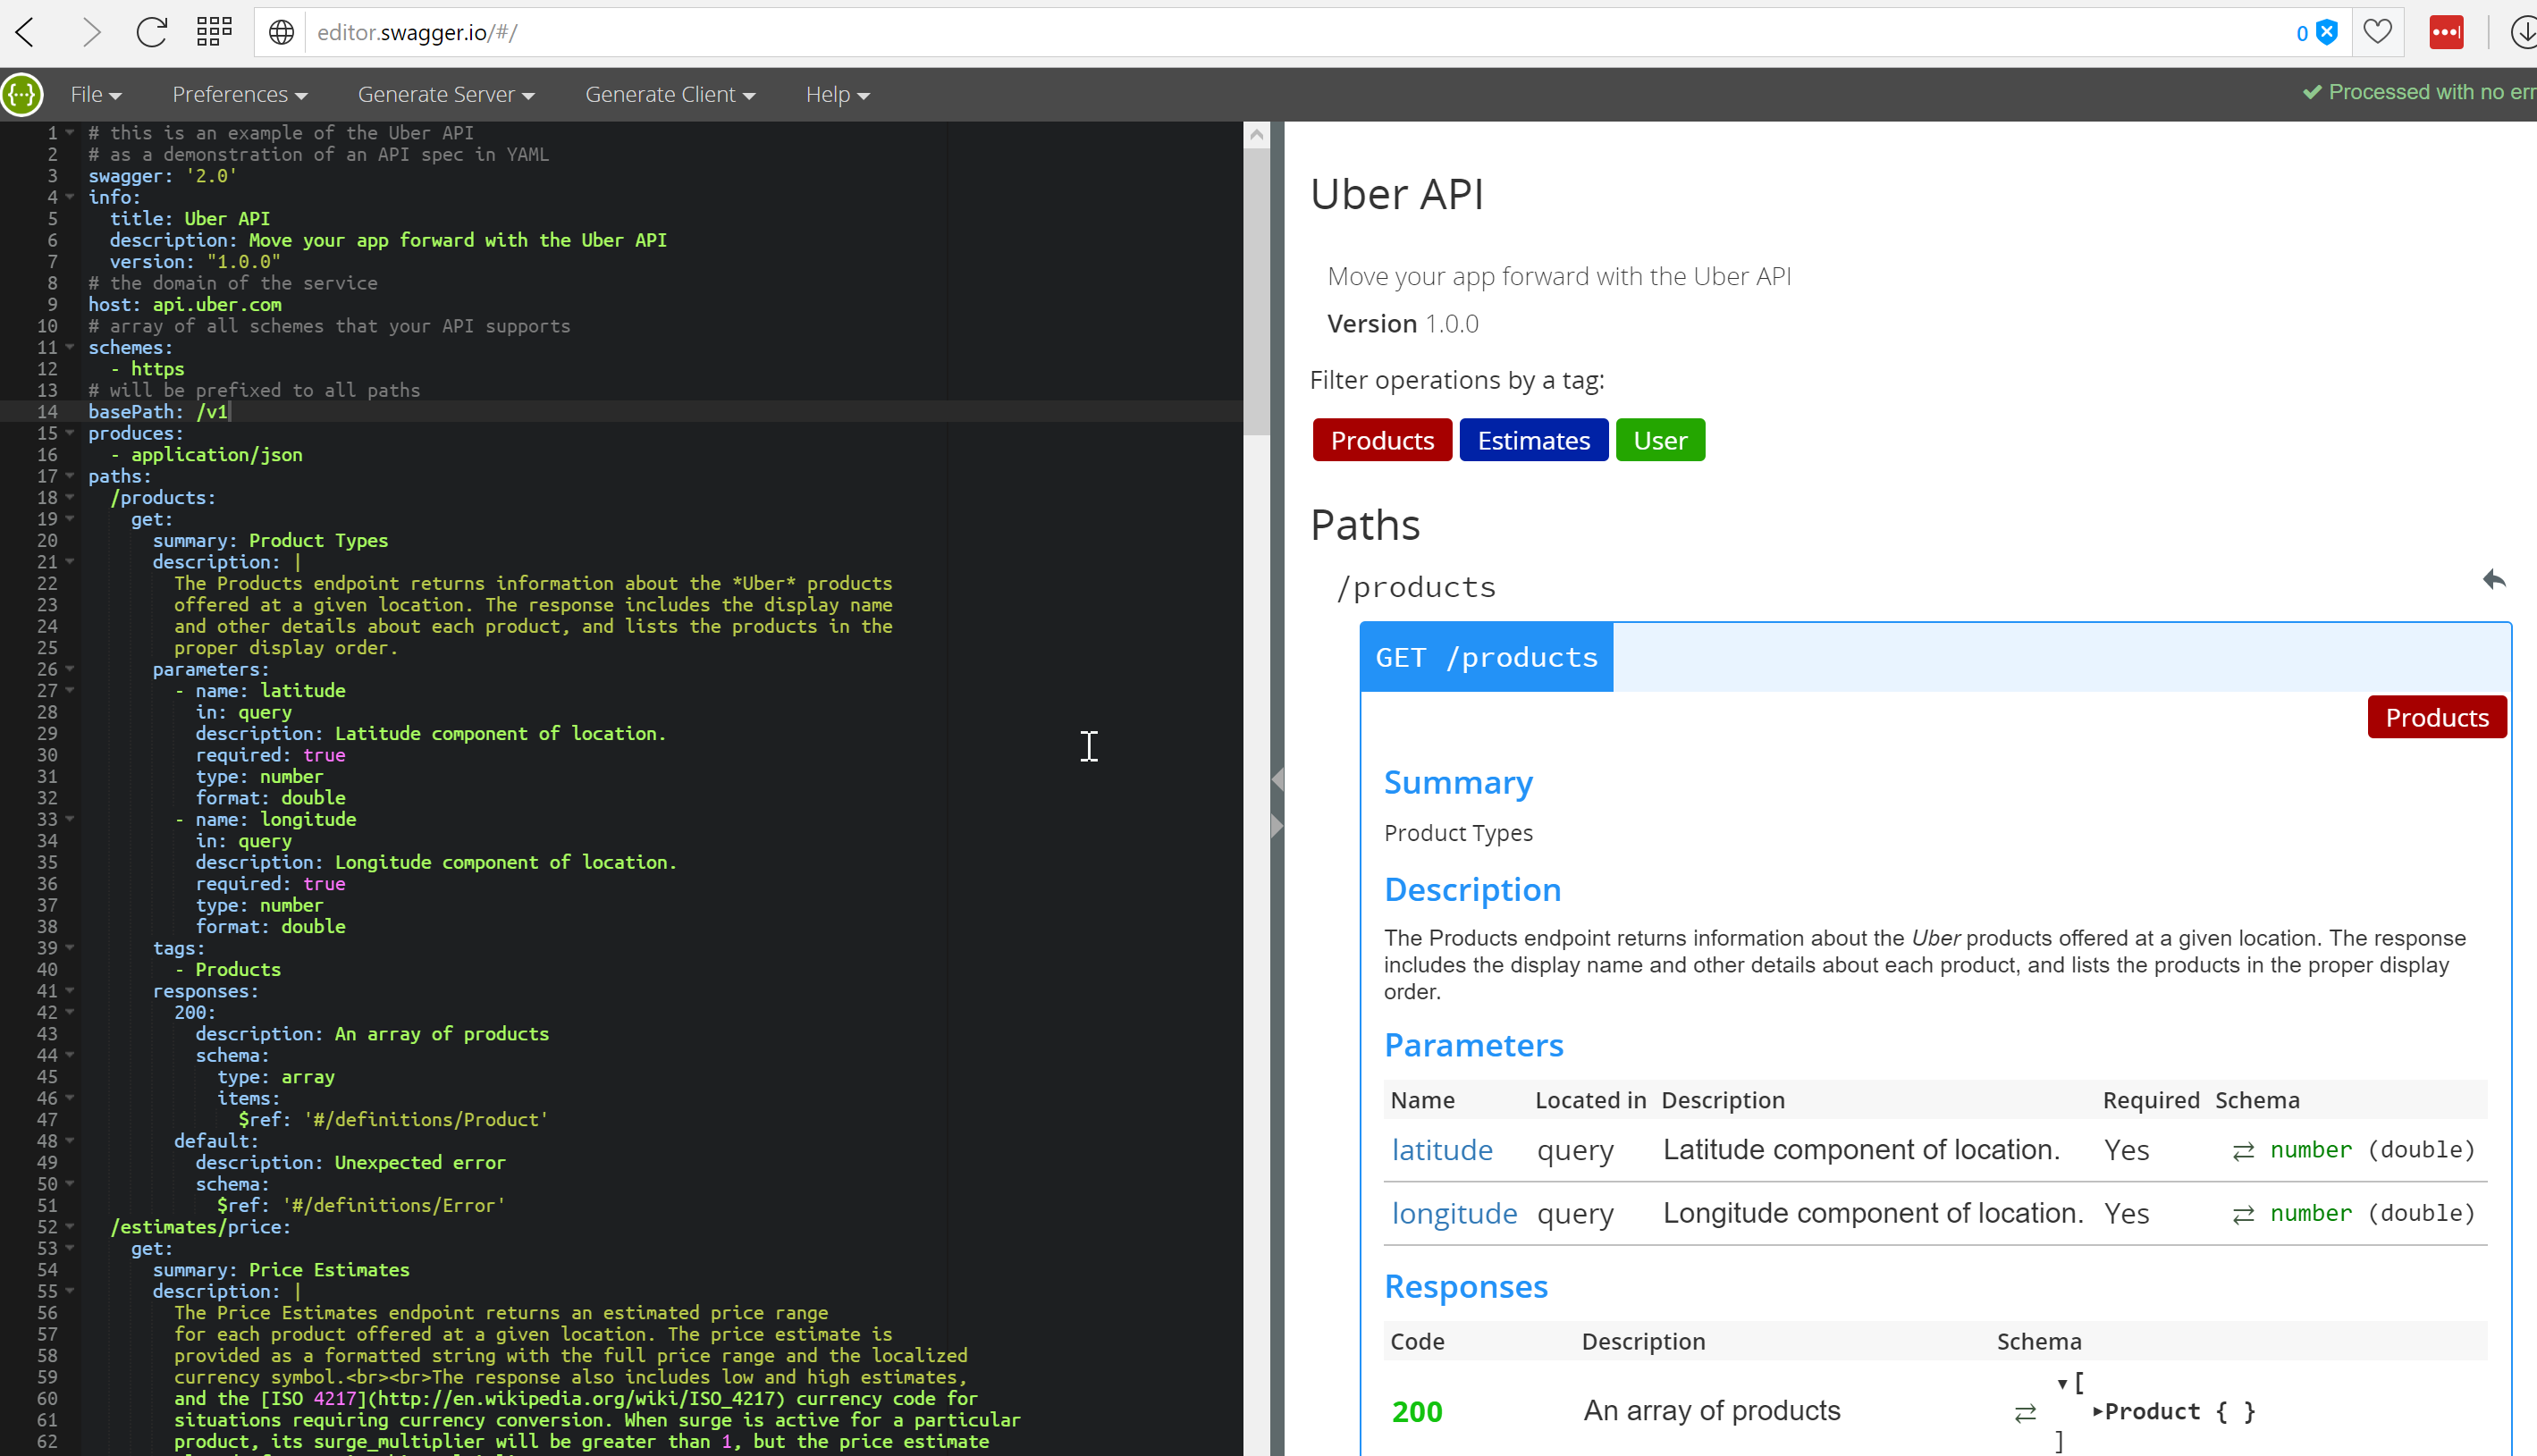 editor.swagger.io/#/
0
File
Preferences
Generate Server
Generate Client
Help
Processed with no err
1 # this is an example of the Uber API
2 # as a demonstration of an API spec in YAML
3 swagger: '2.0'
4 info:
5 title: Uber API
6 description: Move your app forward with the Uber API
7 version: "1.0.0"
8 # the domain of the service
9 host: api.uber.com
10 # array of all schemes that your API supports
11 schemes:
12 - https
13 # will be prefixed to all paths
14 basePath: /v1
15 produces:
16 - application/json
17 paths:
18 /products:
19 get:
20 summary: Product Types
21 description: |
22 The Products endpoint returns information about the *Uber* products
23 offered at a given location. The response includes the display name
24 and other details about each product, and lists the products in the
25 proper display order.
26 parameters:
27 - name: latitude
28 in: query
29 description: Latitude component of location.
30 required: true
31 type: number
32 format: double
33 - name: longitude
34 in: query
35 description: Longitude component of location.
36 required: true
37 type: number
38 format: double
39 tags:
40 - Products
41 responses:
42 200:
43 description: An array of products
44 schema:
45 type: array
46 items:
47 $ref: '#/definitions/Product'
48 default:
49 description: Unexpected error
50 schema:
51 $ref: '#/definitions/Error'
52 /estimates/price:
53 get:
54 summary: Price Estimates
55 description: |
56 The Price Estimates endpoint returns an estimated price range
57 for each product offered at a given location. The price estimate is
58 provided as a formatted string with the full price range and the localized
59 currency symbol.<br><br>The response also includes low and high estimates,
60 and the [ISO 4217](http://en.wikipedia.org/wiki/ISO_4217) currency code for
61 situations requiring currency conversion. When surge is active for a particular
62 product, its surge_multiplier will be greater than 1, but the price estimate
Uber API
Move your app forward with the Uber API
Version 1.0.0
Filter operations by a tag:
Products Estimates User
Paths
/products
GET /products
Products
Summary
Product Types
Description
The Products endpoint returns information about the Uber products offered at a given location. The response
includes the display name and other details about each product, and lists the products in the proper display
order.
Parameters
Name Located in Description Required Schema
latitude query Latitude component of location. Yes ⇄ number (double)
longitude query Longitude component of location. Yes ⇄ number (double)
Responses
Code Description Schema
▾[
200 An array of products ⇄ ▸Product { }
]